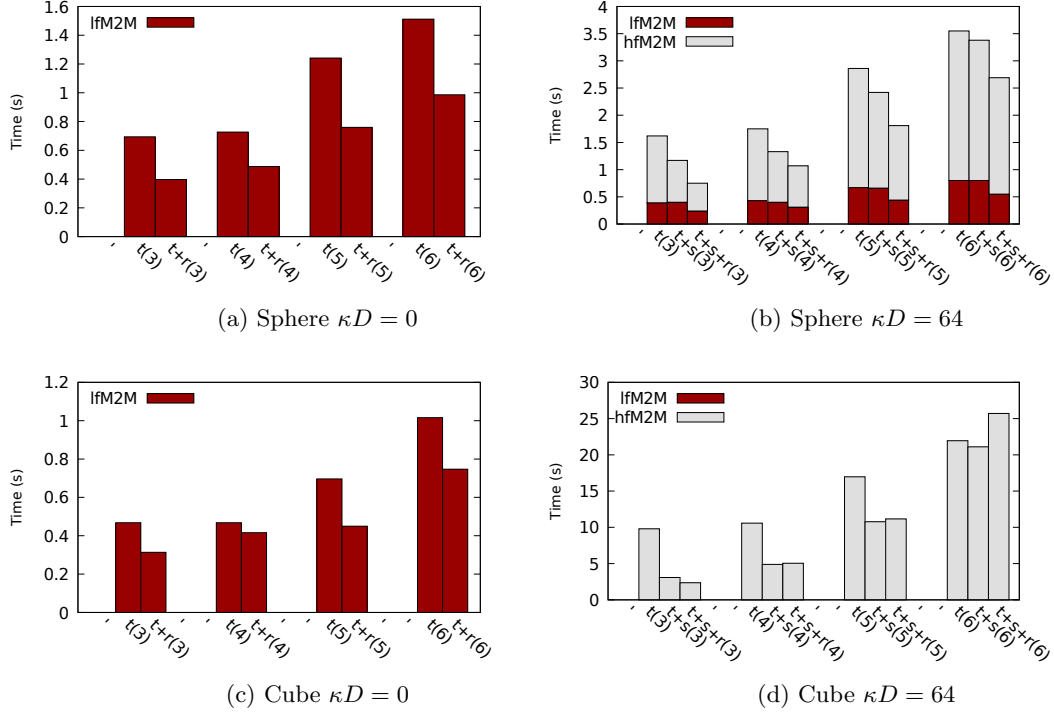 1.6
1.4
1.2
1
0.8
0.6
0.4
0.2
0
Time (s)
lfM2M
- t(3) t+r(3) - t(4) t+r(4) - t(5) t+r(5) - t(6) t+r(6)
(a) Sphere κD = 0
4
3.5
3
2.5
2
1.5
1
0.5
0
Time (s)
lfM2M
hfM2M
- t(3) t+s(3) t+s+r(3) - t(4) t+s(4) t+s+r(4) - t(5) t+s(5) t+s+r(5) - t(6) t+s(6) t+s+r(6)
(b) Sphere κD = 64
1.2
1
0.8
0.6
0.4
0.2
0
Time (s)
lfM2M
- t(3) t+r(3) - t(4) t+r(4) - t(5) t+r(5) - t(6) t+r(6)
(c) Cube κD = 0
30
25
20
15
10
5
0
Time (s)
lfM2M
hfM2M
- t(3) t+s(3) t+s+r(3) - t(4) t+s(4) t+s+r(4) - t(5) t+s(5) t+s+r(5) - t(6) t+s(6) t+s+r(6)
(d) Cube κD = 64